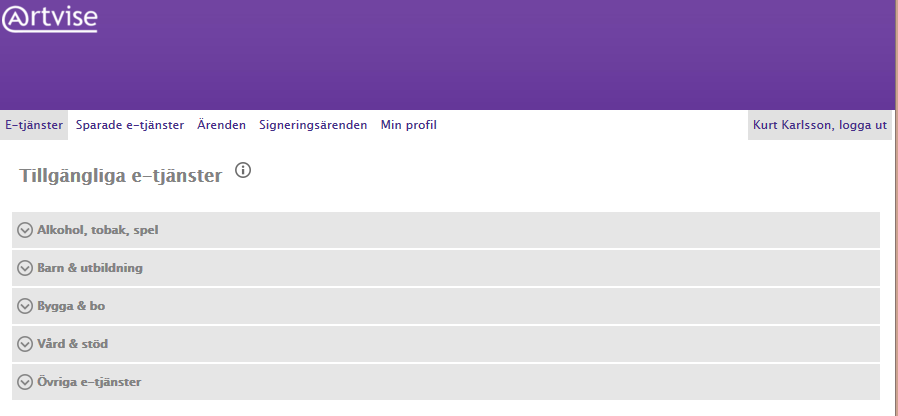 Artvise
E-tjänster Sparade e-tjänster Ärenden Signeringsärenden Min profil Kurt Karlsson, logga ut
Tillgängliga e-tjänster
Alkohol, tobak, spel
Barn & utbildning
Bygga & bo
Vård & stöd
Övriga e-tjänster